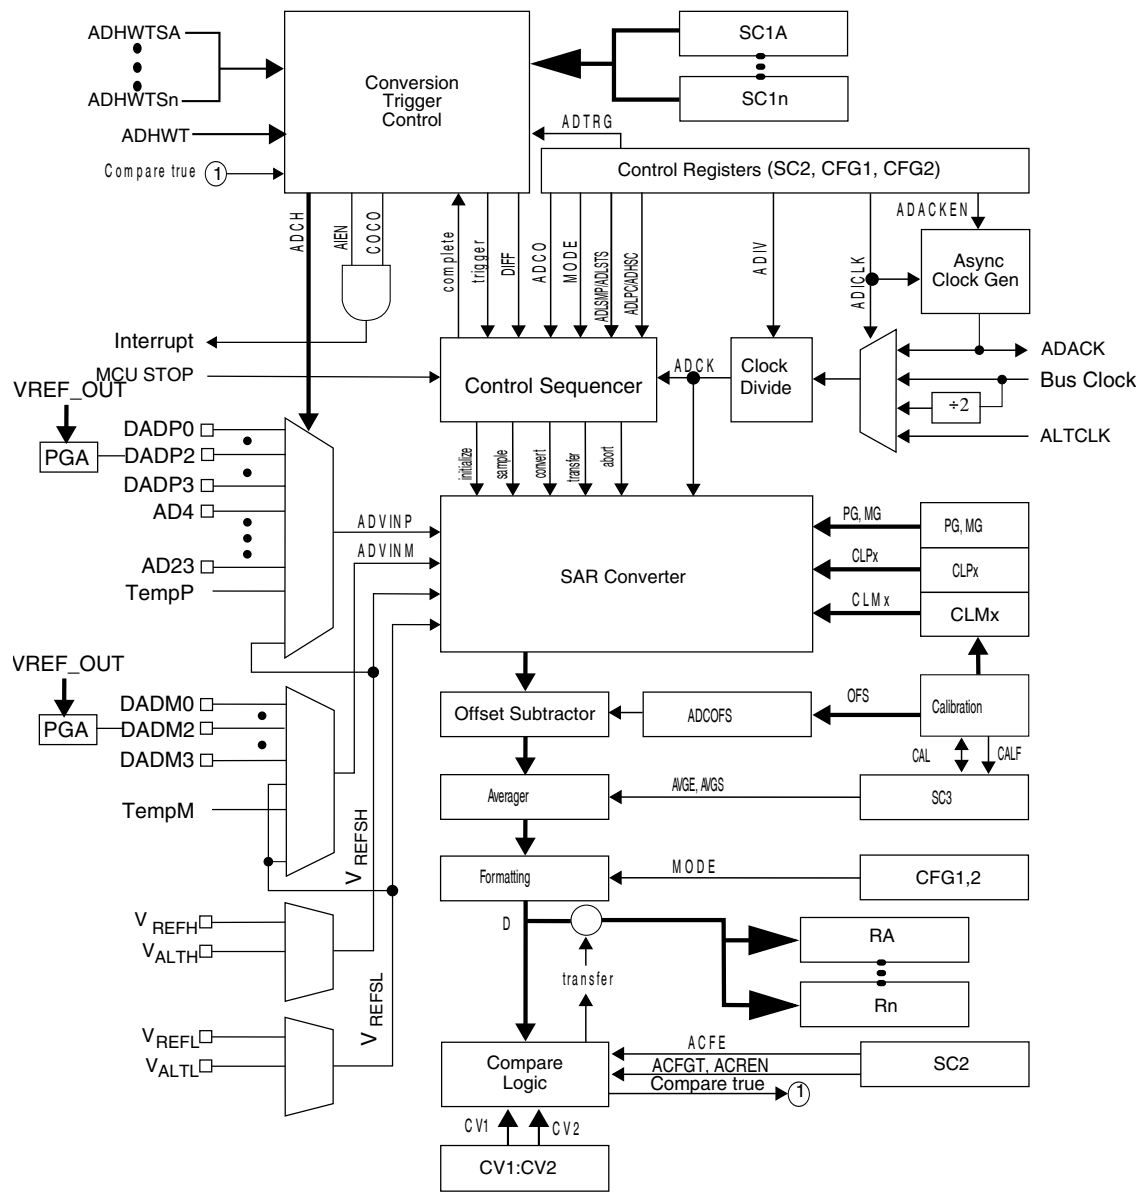 ADHWTSA
ADHWTSn
ADHWT
Compare true 1
Conversion
Trigger
Control
SC1A
SC1n
ADTRG
Control Registers (SC2, CFG1, CFG2)
ADCH
AIEN
COCO
complete
trigger
DIFF
ADCO
MODE
ADLSMP/ADLSTS
ADLPC/ADHSC
ADIV
ADICLK
ADACKEN
Async
Clock Gen
Interrupt
MCU STOP
Control Sequencer
ADCK
Clock
Divide
ADACK
Bus Clock
÷2
ALTCLK
VREF_OUT
PGA
DADP0
DADP2
DADP3
AD4
AD23
TempP
initialize
sample
convert
transfer
abort
ADVINP
ADVINM
SAR Converter
PG, MG
PG, MG
CLPx
CLPx
CLMx
CLMx
VREF_OUT
PGA
DADM0
DADM2
DADM3
TempM
Offset Subtractor
ADCOFS
OFS
Calibration
CAL
CALF
Averager
AVGE, AVGS
SC3
VREFSH
Formatting
MODE
CFG1,2
VREFH
VALTH
D
transfer
RA
Rn
VREFSL
VREFL
VALTL
Compare
Logic
ACFE
ACFGT, ACREN
Compare true
1
SC2
CV1
CV2
CV1:CV2